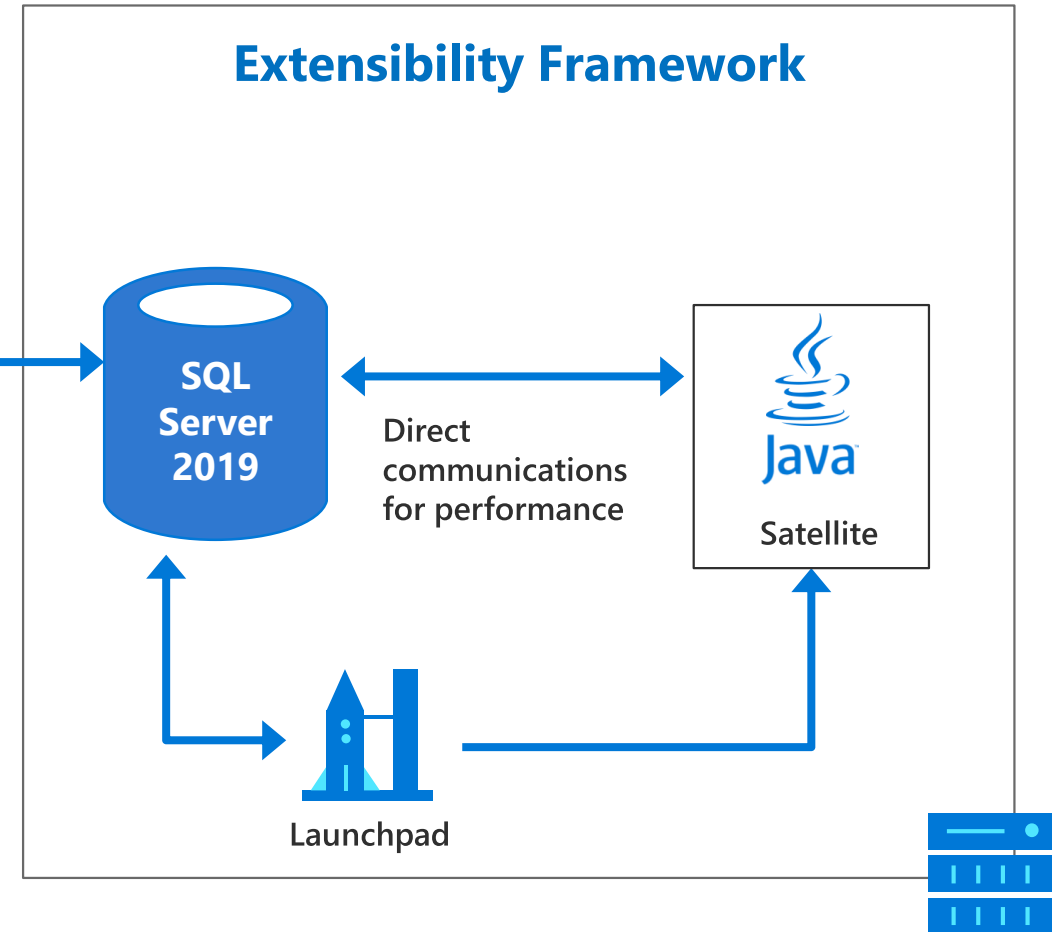 Extensibility Framework
SQL
Server
2019
Direct
communications
for performance
Java
Satellite
Launchpad